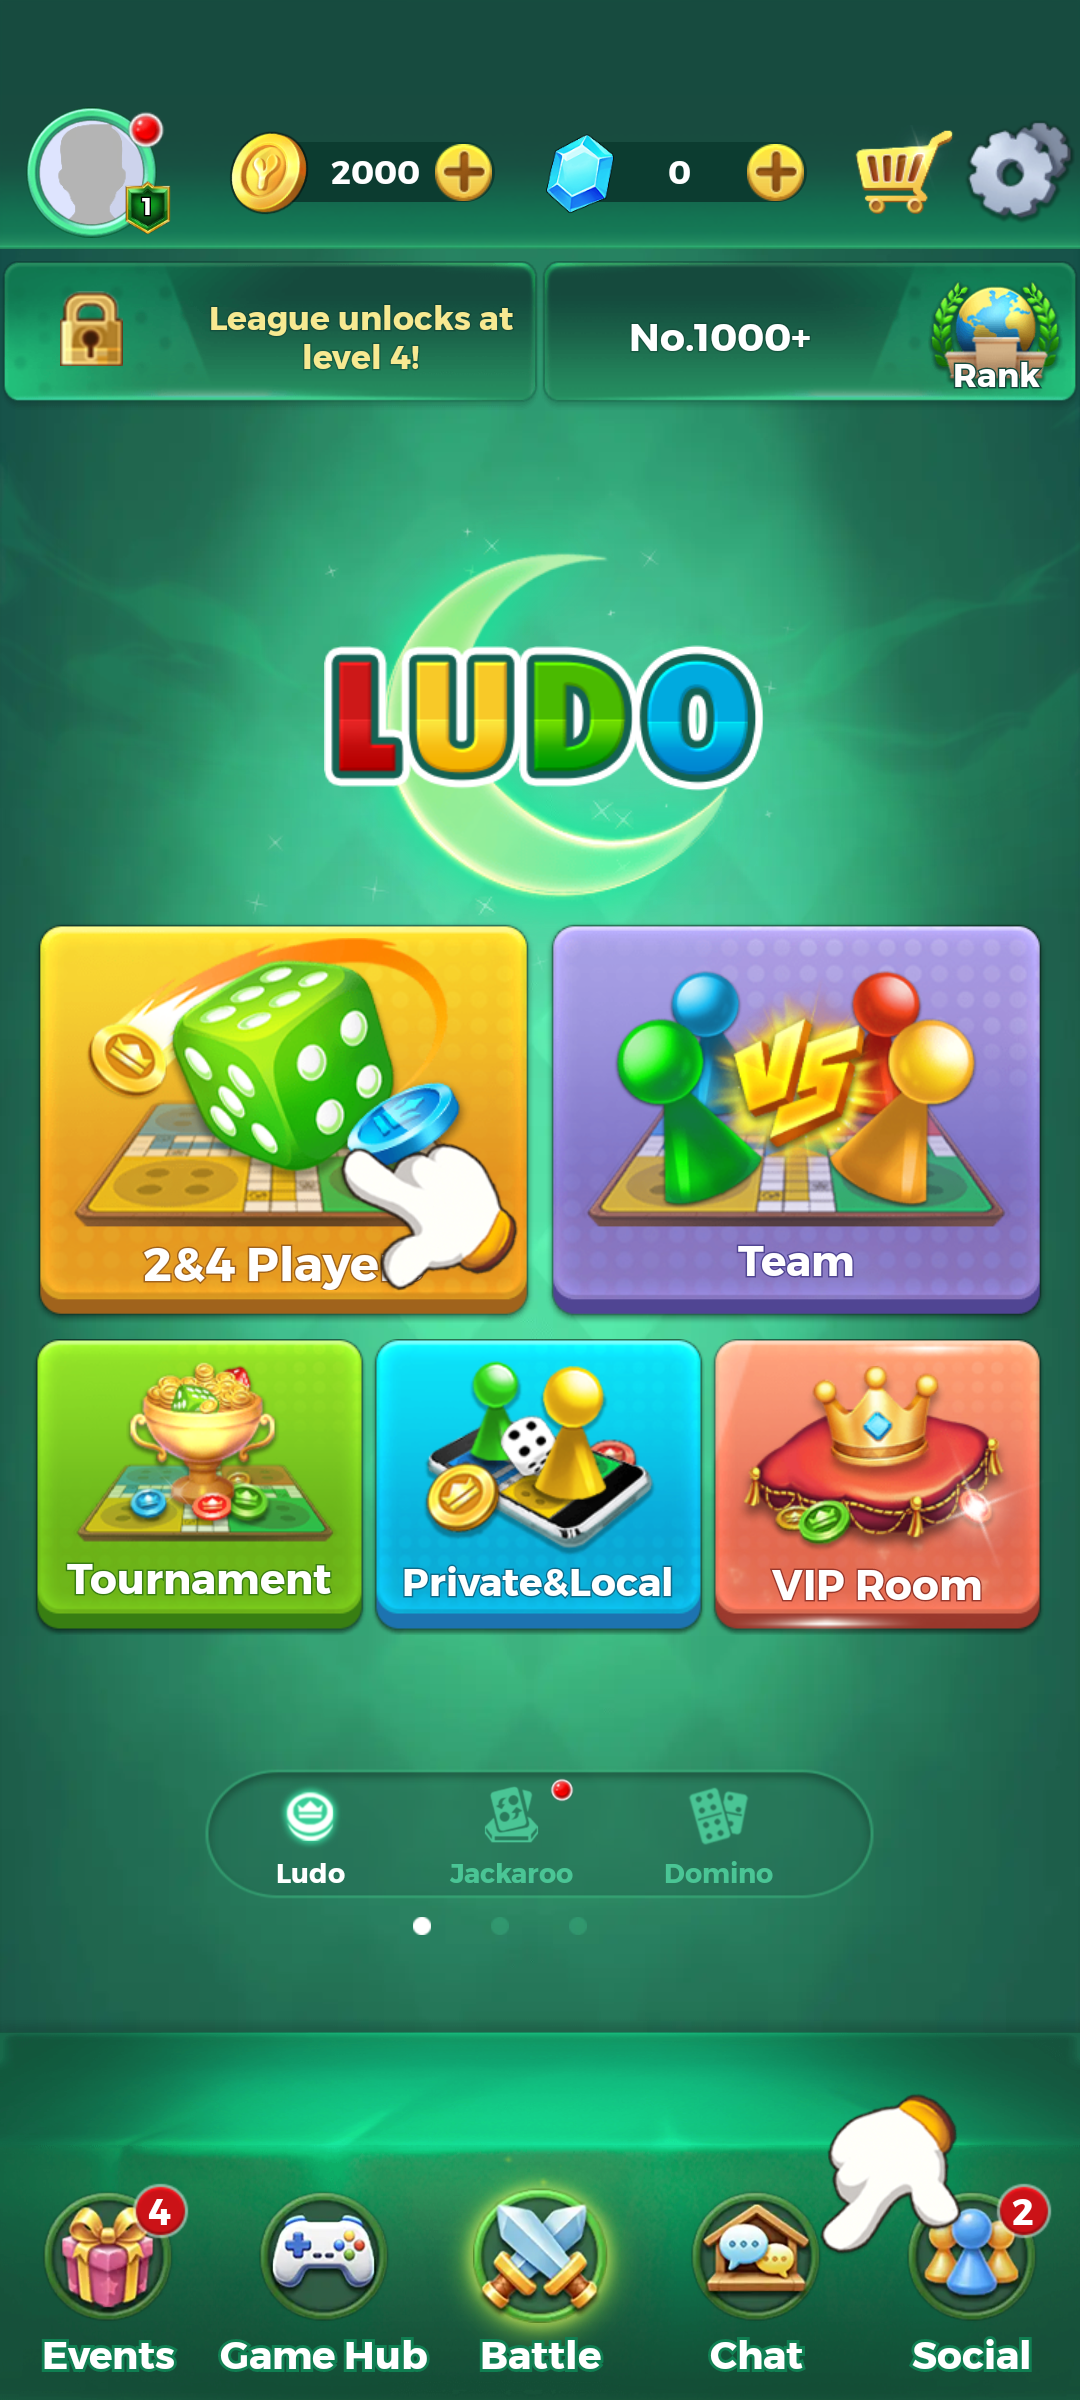 1
2000
0
League unlocks at
level 4!
No.1000+
Rank
LUDO
2&4 Playe
VS
Team
Tournament
Private&Local
VIP Room
Ludo
Jackaroo
Domino
4
2
Events
Game Hub
Battle
Chat
Social